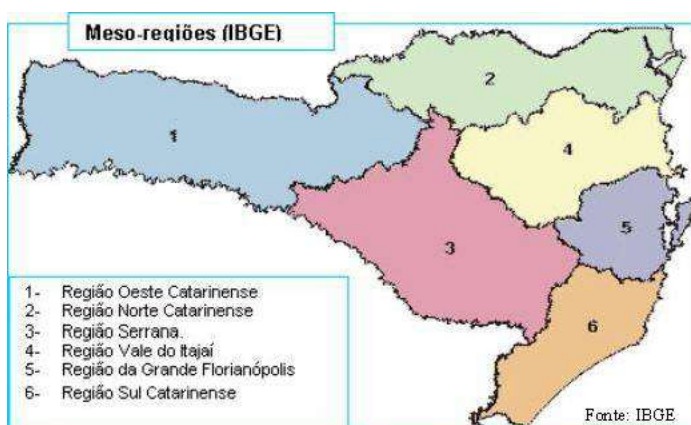 Meso-regiões (IBGE)
2
1
4
5
3
6
1- Região Oeste Catarinense
2- Região Norte Catarinense
3- Região Serrana.
4- Região Vale do Itajaí
5- Região da Grande Florianópolis
6- Região Sul Catarinense
Fonte: IBGE